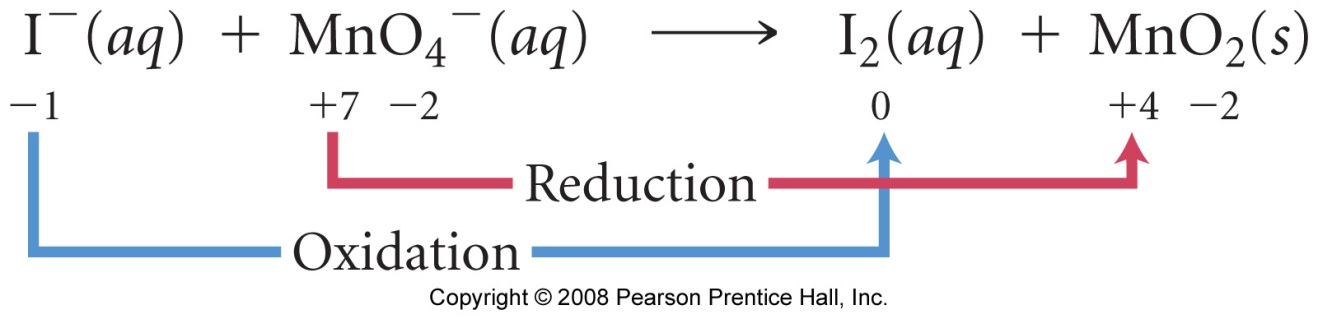 I⁻(aq) + MnO₄⁻(aq) ⟶ I₂(aq) + MnO₂(s)
−1 +7 −2 0 +4 −2
Reduction
Oxidation
Copyright © 2008 Pearson Prentice Hall, Inc.